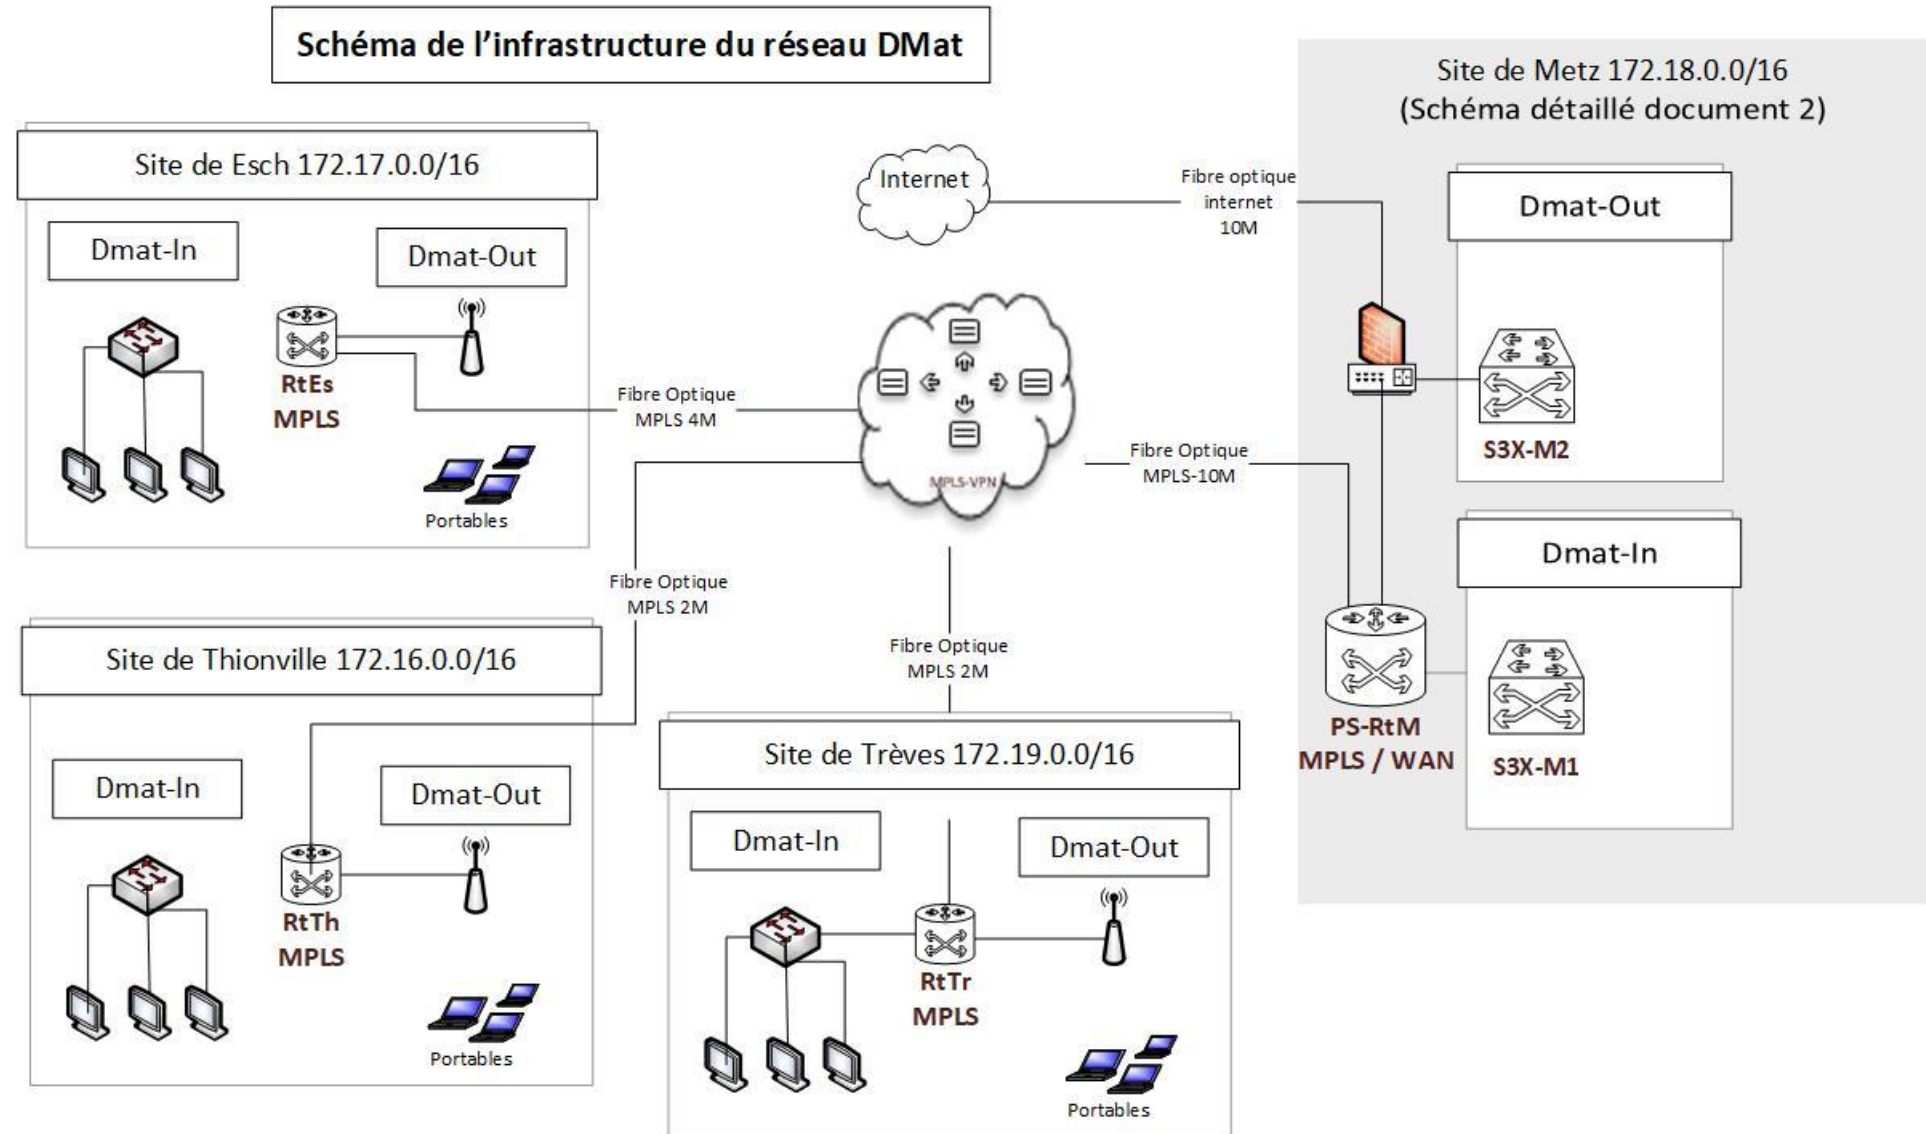 Schéma de l'infrastructure du réseau DMat
Site de Metz 172.18.0.0/16
(Schéma détaillé document 2)
Site de Esch 172.17.0.0/16
Dmat-In
Dmat-Out
RtEs
MPLS
Portables
Internet
Fibre optique
internet
10M
Fibre Optique
MPLS 4M
MPLS-VPN
Fibre Optique
MPLS-10M
Dmat-Out
S3X-M2
Dmat-In
S3X-M1
PS-RtM
MPLS / WAN
Fibre Optique
MPLS 2M
Fibre Optique
MPLS 2M
Site de Thionville 172.16.0.0/16
Dmat-In
Dmat-Out
RtTh
MPLS
Portables
Site de Trèves 172.19.0.0/16
Dmat-In
Dmat-Out
RtTr
MPLS
Portables